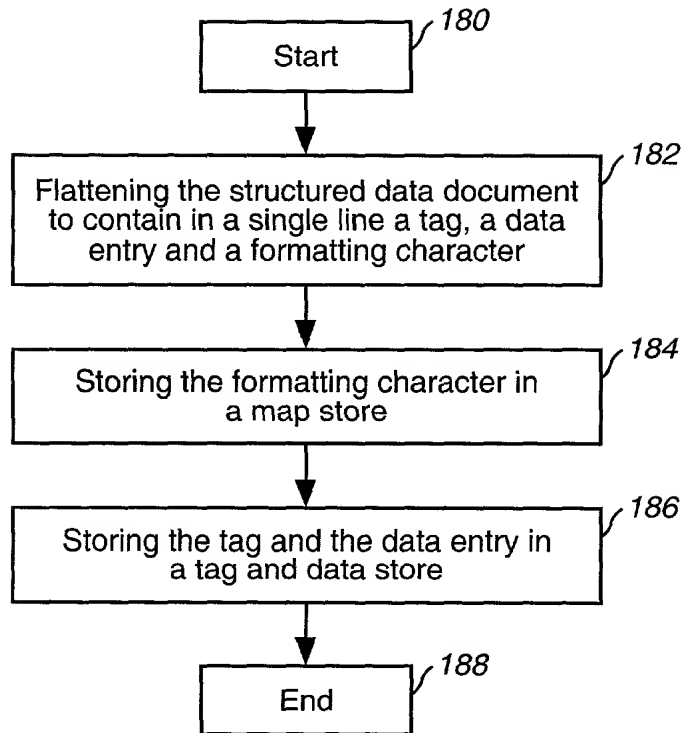 180
Start
182
Flattening the structured data document
to contain in a single line a tag, a data
entry and a formatting character
184
Storing the formatting character in
a map store
186
Storing the tag and the data entry in
a tag and data store
188
End